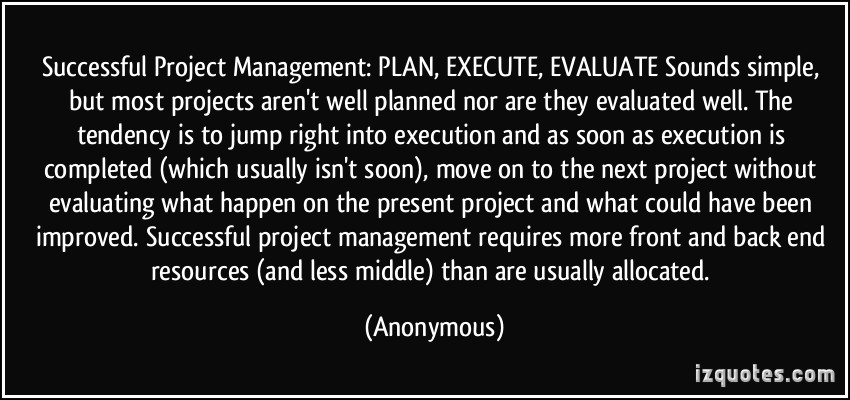 Successful Project Management: PLAN, EXECUTE, EVALUATE Sounds simple,
but most projects aren't well planned nor are they evaluated well. The
tendency is to jump right into execution and as soon as execution is
completed (which usually isn't soon), move on to the next project without
evaluating what happen on the present project and what could have been
improved. Successful project management requires more front and back end
resources (and less middle) than are usually allocated.
(Anonymous)
izquotes.com